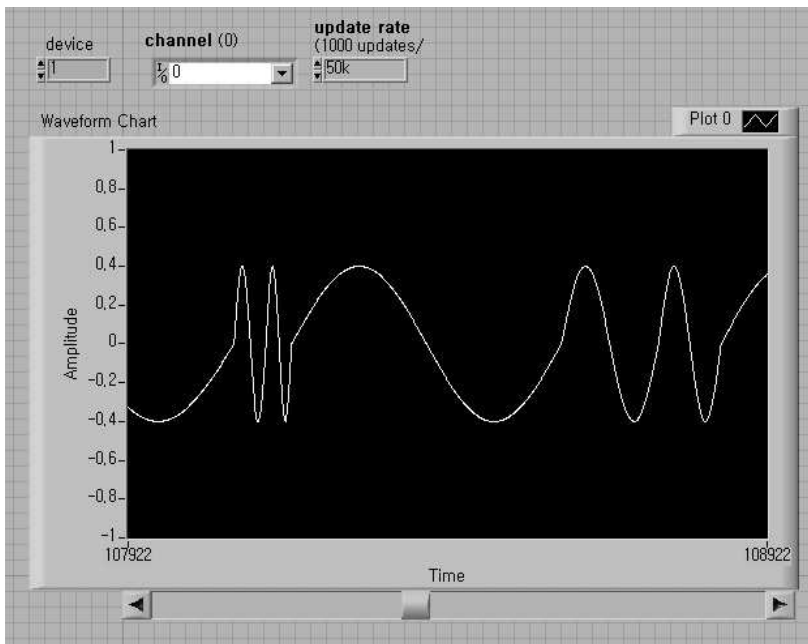 device
channel (0)
update rate
(1000 updates/
1
I/O 0
50k
Waveform Chart
Plot 0
1
0,8
0,6
0,4
0,2
0
-0,2
-0,4
-0,6
-0,8
-1
Amplitude
107922
108922
Time